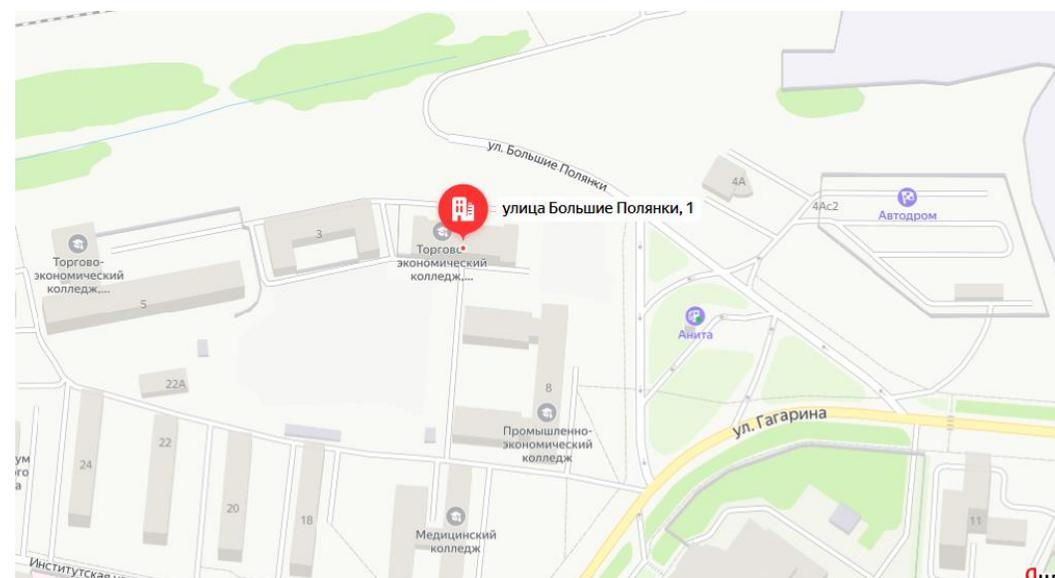 ул. Большие Полянки
4А
улица Большие Полянки, 1
4Ас2
Автодром
3
Торгово-
экономический
колледж,...
Торгово-
экономический
колледж,...
5
Анита
22А
8
ул. Гагарина
Промышленно-
экономический
колледж
22
24
20
18
11
Медицинский
колледж
Институтская